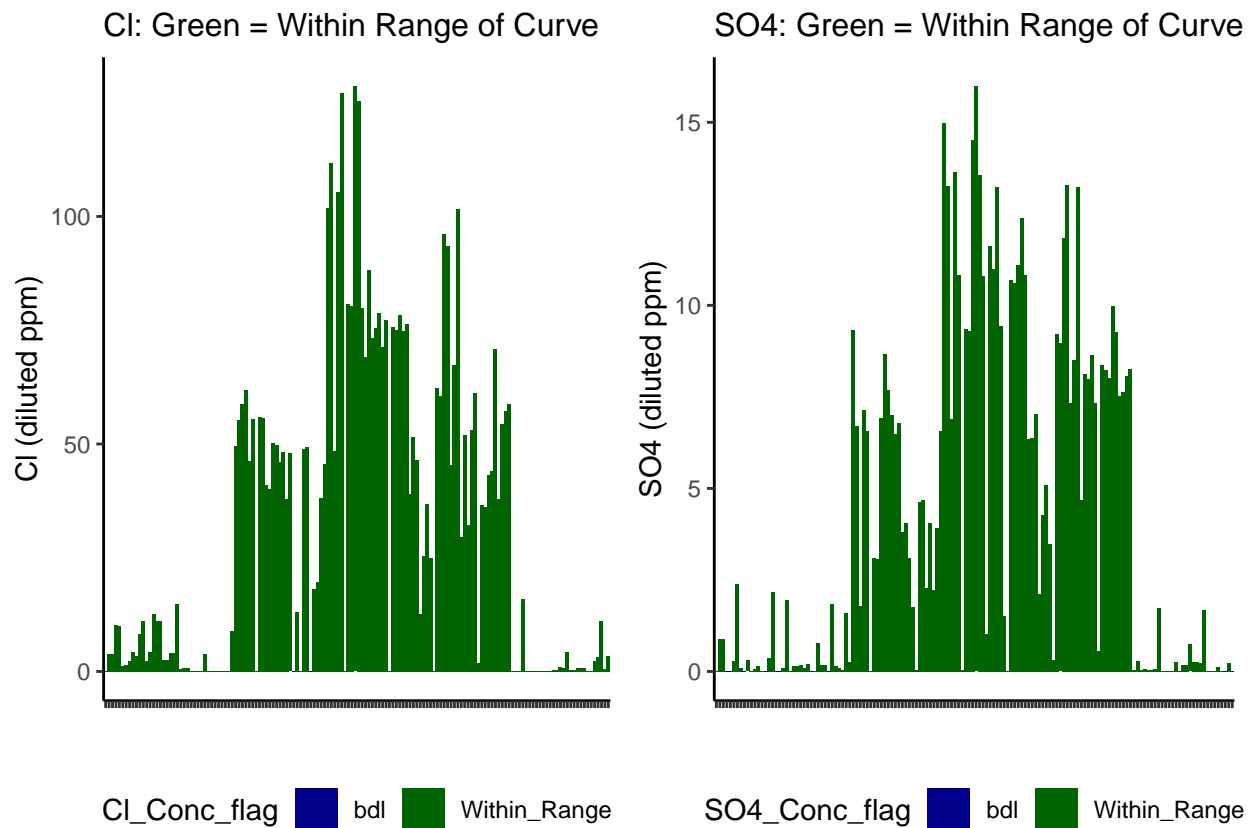 Cl: Green = Within Range of Curve
Cl (diluted ppm)
100
50
0
Cl_Conc_flag bdl Within_Range
SO4: Green = Within Range of Curve
SO4 (diluted ppm)
15
10
5
0
SO4_Conc_flag bdl Within_Range